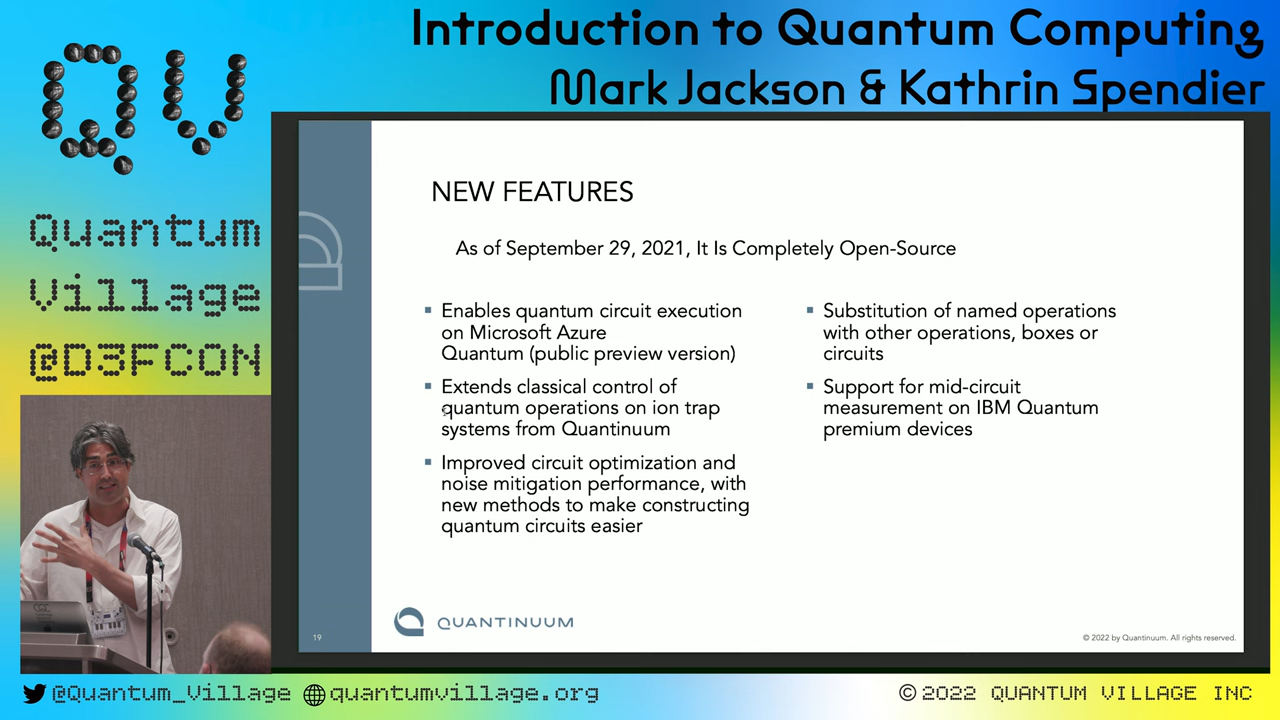 Introduction to Quantum Computing
Mark Jackson & Kathrin Spendier
QV
Quantum
Village
@D3FCON
NEW FEATURES
As of September 29, 2021, It Is Completely Open-Source
▪ Enables quantum circuit execution
on Microsoft Azure
Quantum (public preview version)
▪ Extends classical control of
quantum operations on ion trap
systems from Quantinuum
▪ Improved circuit optimization and
noise mitigation performance, with
new methods to make constructing
quantum circuits easier
▪ Substitution of named operations
with other operations, boxes or
circuits
▪ Support for mid-circuit
measurement on IBM Quantum
premium devices
QUANTINUUM
19
© 2022 by Quantinuum. All rights reserved.
@Quantum_Village
quantumvillage.org
© 2022 QUANTUM VILLAGE INC